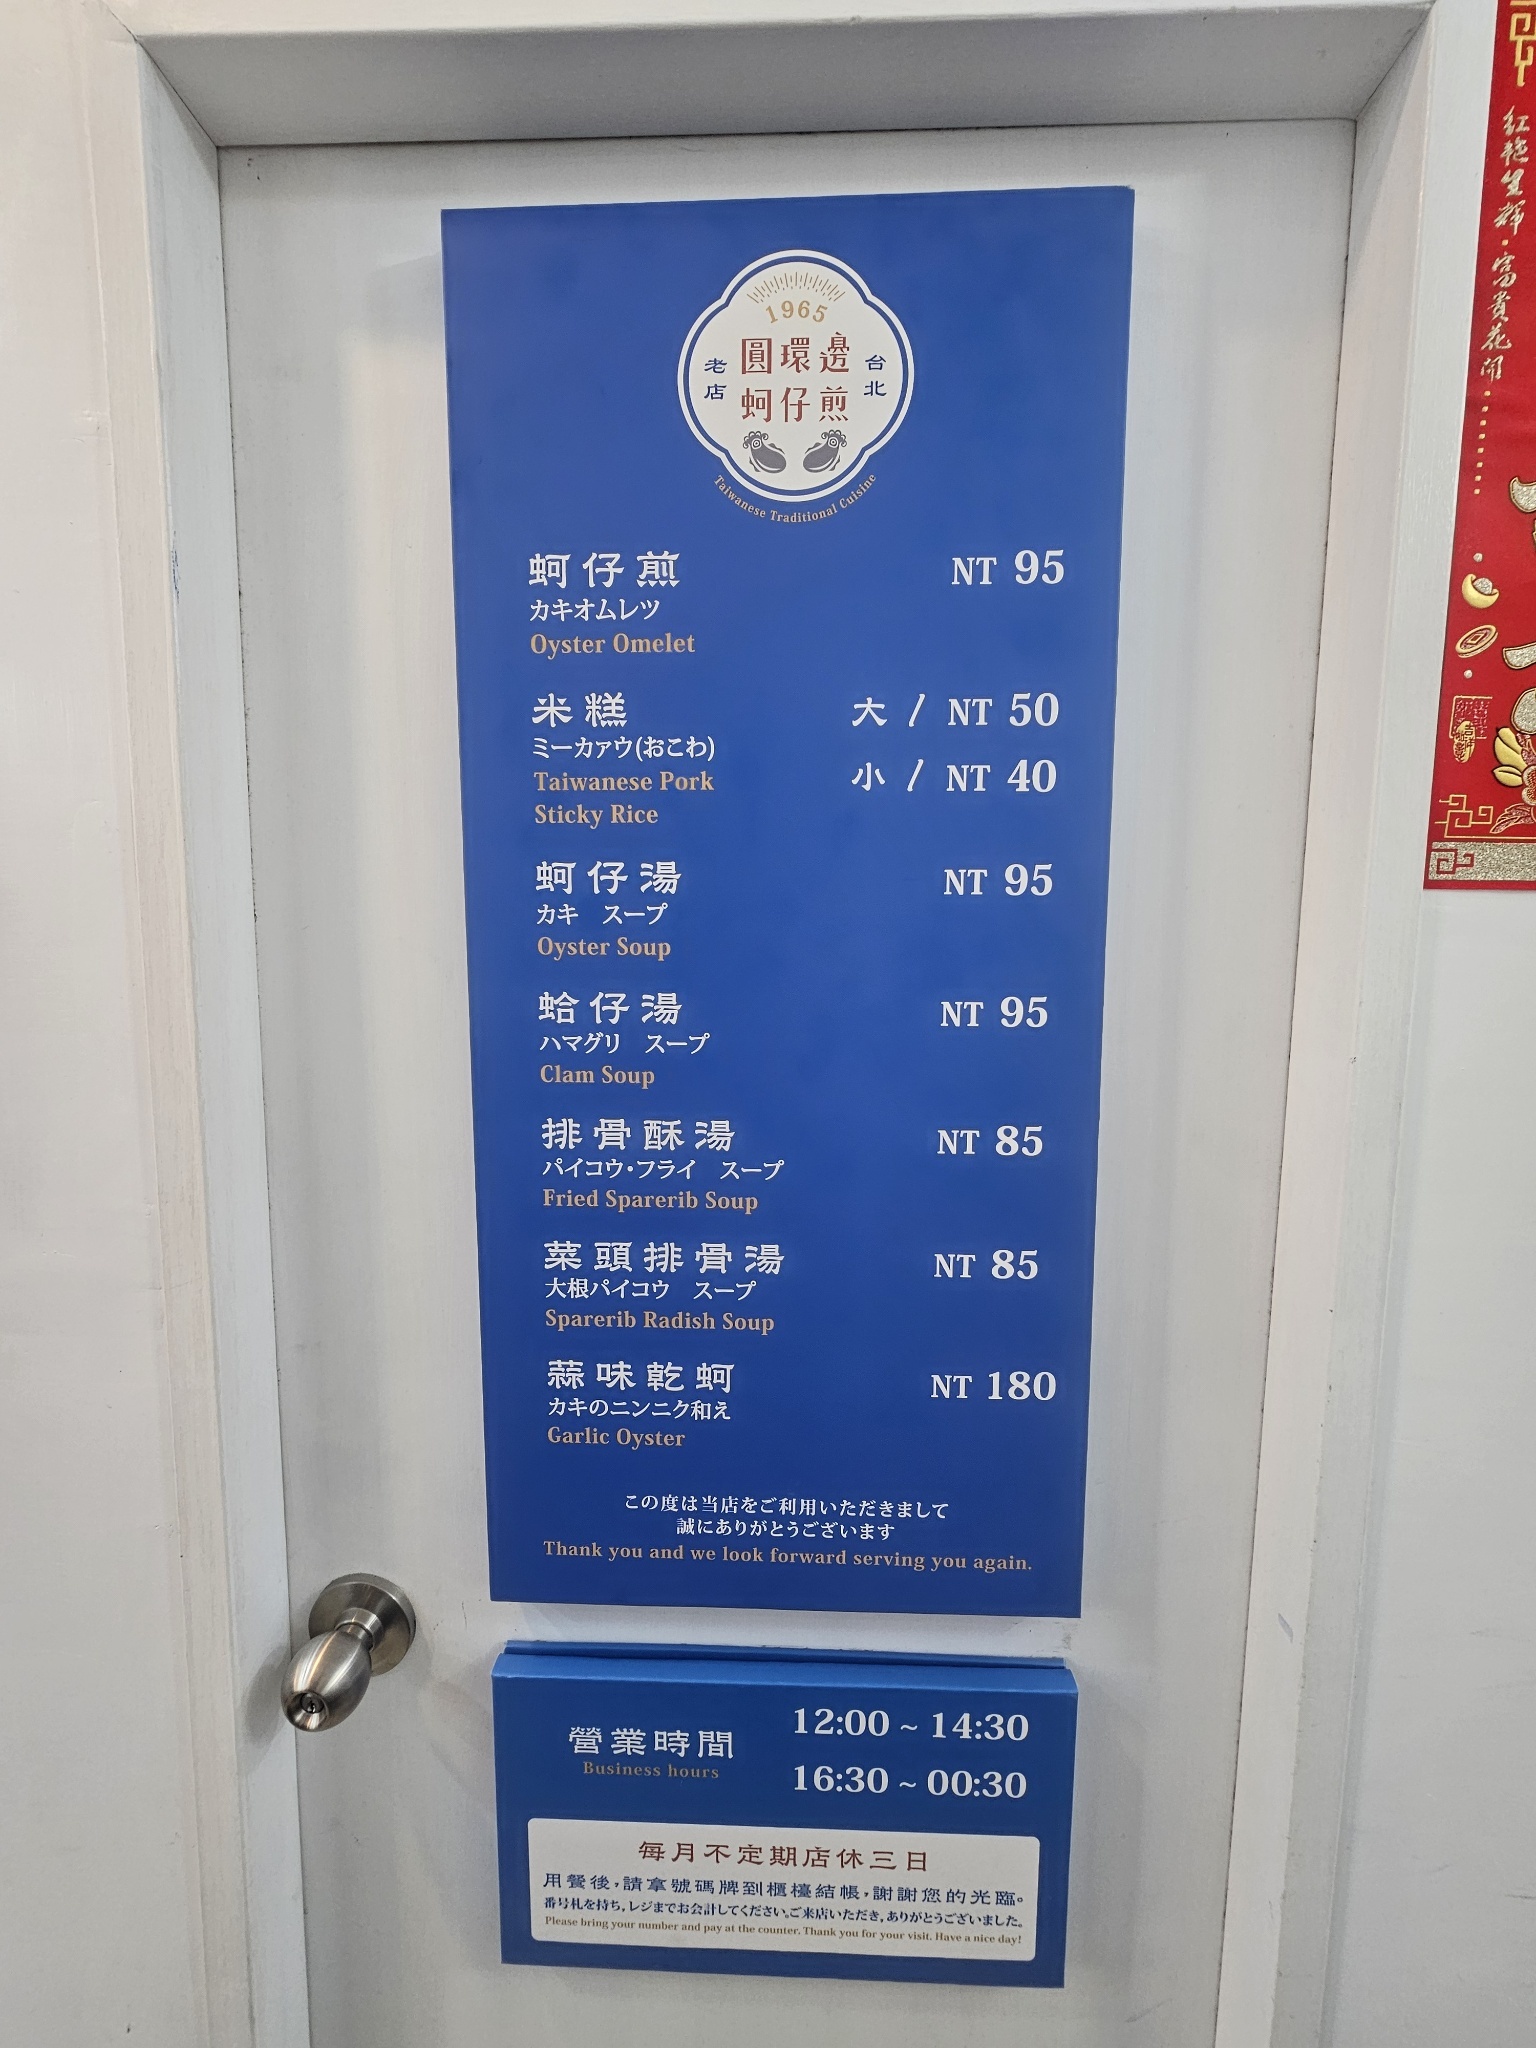 1965
台北
圓環邊
蚵仔煎
老店
Taiwanese Traditional Cuisine
蚵仔煎 NT 95
カキオムレツ
Oyster Omelet
米糕 大 / NT 50
ミーカァウ(おこわ)
小 / NT 40
Taiwanese Pork
Sticky Rice
蚵仔湯 NT 95
カキ スープ
Oyster Soup
蛤仔湯 NT 95
ハマグリ スープ
Clam Soup
排骨酥湯 NT 85
パイコウ・フライ スープ
Fried Sparerib Soup
菜頭排骨湯 NT 85
大根パイコウ スープ
Sparerib Radish Soup
蒜味乾蚵 NT 180
カキのニンニク和え
Garlic Oyster
この度は当店をご利用いただきまして
誠にありがとうございます
Thank you and we look forward serving you again.
營業時間
Business hours
12:00 ~ 14:30
16:30 ~ 00:30
每月不定期店休三日
用餐後,請拿號碼牌到櫃檯結帳,謝謝您的光臨。
番号札を持ち,レジまでお会計してください。ご来店いただき,ありがとうございました。
Please bring your number and pay at the counter. Thank you for your visit. Have a nice day!
紅艷生輝・富貴花開